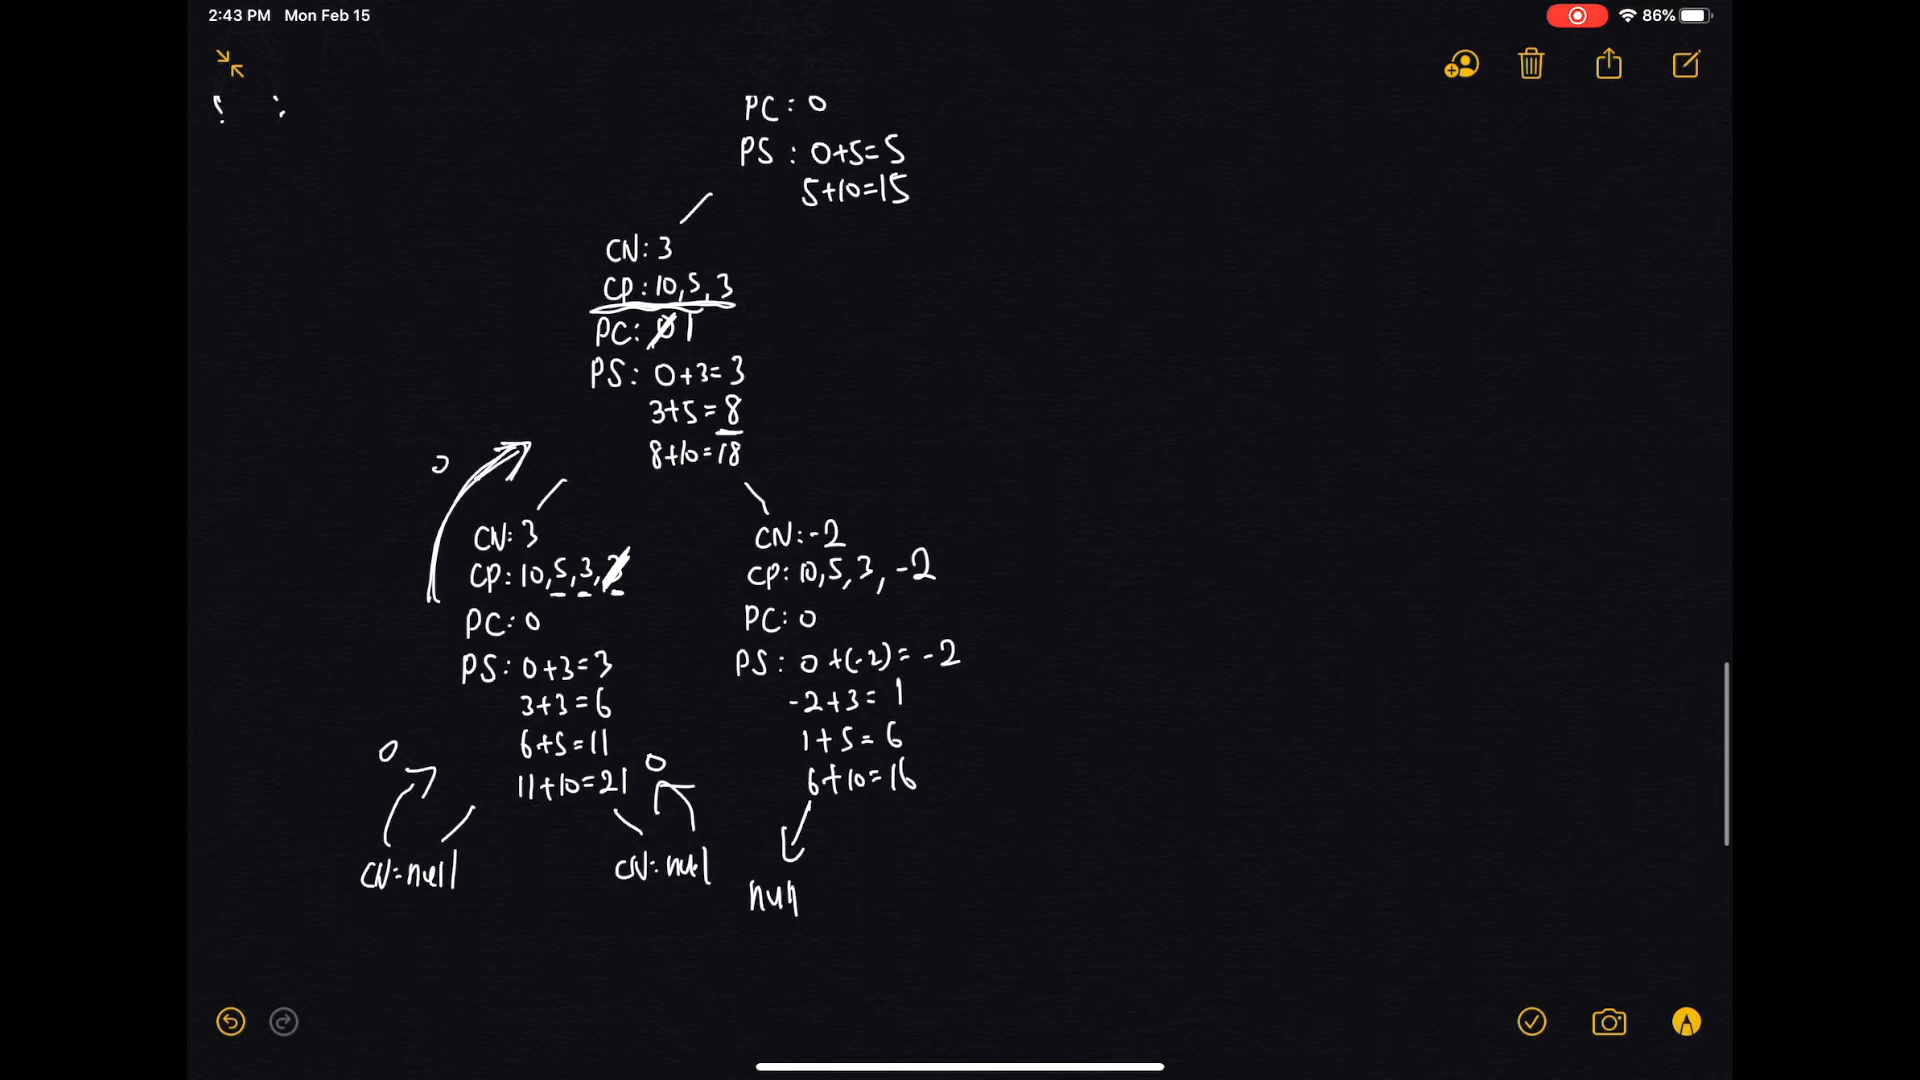 2:43 PM Mon Feb 15
86%
PC: 0
PS: 0+5=5
5+10=15
CN: 3
CP: 10, 5, 3
PC: 0 1
PS: 0+3=3
3+5=8
8+10=18
0
CN: 3
CP: 10, 5, 3, 3
PC: 0
PS: 0+3=3
3+3=6
6+5=11
11+10=21
CN: -2
CP: 10, 5, 3, -2
PC: 0
PS: 0+(-2)= -2
-2+3= 1
1+5= 6
6+10=16
0
0
CN: null
CN: null
null